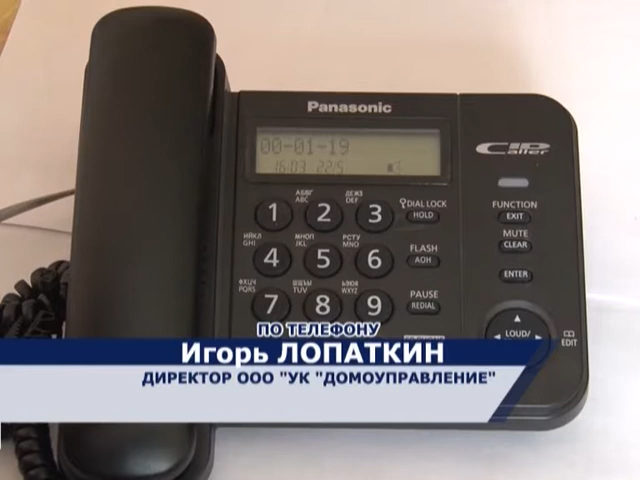 Panasonic
00-01-19
16:03 22/5
CID
Caller
АБВГ ДЕЖЗ
ABC DEF
1 2 3
DIAL LOCK
HOLD
FUNCTION
EXIT
MUTE
CLEAR
ИЙКЛ МНОП РСТУ
GHI JKL MNO
4 5 6
FLASH
АОН
ENTER
ФХЦЧ ШЩЪЫ ЬЭЮЯ
PQRS TUV WXYZ
7 8 9
PAUSE
REDIAL
LOUD/
EDIT
ПО ТЕЛЕФОНУ
Игорь ЛОПАТКИН
ДИРЕКТОР ООО "УК "ДОМОУПРАВЛЕНИЕ"